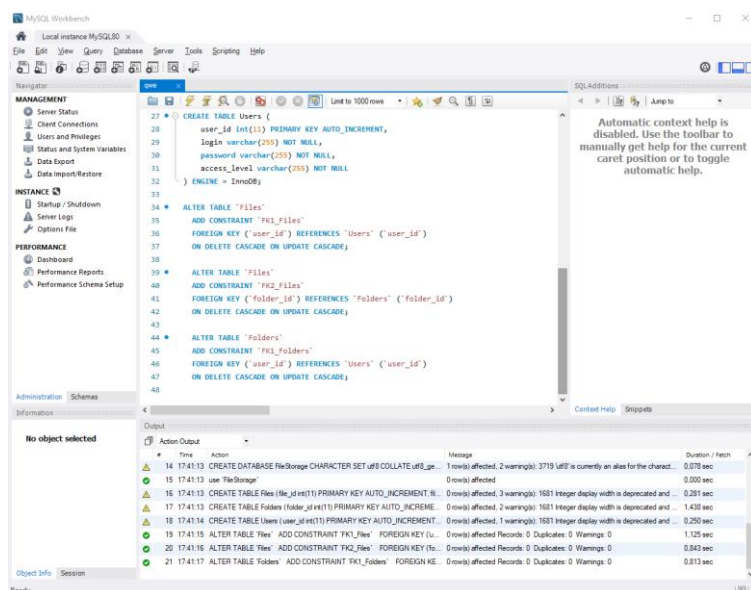 MySQL Workbench
Local instance MySQL80 ×
File Edit View Query Database Server Tools Scripting Help
Navigator
MANAGEMENT
Server Status
Client Connections
Users and Privileges
Status and System Variables
Data Export
Data Import/Restore
INSTANCE
Startup / Shutdown
Server Logs
Options File
PERFORMANCE
Dashboard
Performance Reports
Performance Schema Setup
Administration Schemas
Information
No object selected
Object Info Session
qwe ×
Limit to 1000 rows
27 CREATE TABLE Users (
28 user_id int(11) PRIMARY KEY AUTO_INCREMENT,
29 login varchar(255) NOT NULL,
30 password varchar(255) NOT NULL,
31 access_level varchar(255) NOT NULL
32 ) ENGINE = InnoDB;
33
34 ALTER TABLE `Files`
35 ADD CONSTRAINT `FK1_Files`
36 FOREIGN KEY (`user_id`) REFERENCES `Users` (`user_id`)
37 ON DELETE CASCADE ON UPDATE CASCADE;
38
39 ALTER TABLE `Files`
40 ADD CONSTRAINT `FK2_Files`
41 FOREIGN KEY (`folder_id`) REFERENCES `Folders` (`folder_id`)
42 ON DELETE CASCADE ON UPDATE CASCADE;
43
44 ALTER TABLE `Folders`
45 ADD CONSTRAINT `FK1_Folders`
46 FOREIGN KEY (`user_id`) REFERENCES `Users` (`user_id`)
47 ON DELETE CASCADE ON UPDATE CASCADE;
48
SQLAdditions
Jump to
Automatic context help is
disabled. Use the toolbar to
manually get help for the current
caret position or to toggle
automatic help.
Context Help Snippets
Output
Action Output
# Time Action Message Duration / Fetch
14 17:41:13 CREATE DATABASE FileStorage CHARACTER SET utf8 COLLATE utf8_ge... 1 row(s) affected, 2 warning(s): 3719 'utf8' is currently an alias for the charact... 0,078 sec
15 17:41:13 use `FileStorage` 0 row(s) affected 0,000 sec
16 17:41:13 CREATE TABLE Files ( file_id int(11) PRIMARY KEY AUTO_INCREMENT, fil... 0 row(s) affected, 3 warning(s): 1681 Integer display width is deprecated and ... 0,281 sec
17 17:41:13 CREATE TABLE Folders (folder_id int(11) PRIMARY KEY AUTO_INCREME... 0 row(s) affected, 2 warning(s): 1681 Integer display width is deprecated and ... 1,438 sec
18 17:41:14 CREATE TABLE Users ( user_id int(11) PRIMARY KEY AUTO_INCREMENT... 0 row(s) affected, 1 warning(s): 1681 Integer display width is deprecated and ... 0,250 sec
19 17:41:15 ALTER TABLE `Files` ADD CONSTRAINT `FK1_Files` FOREIGN KEY (`u... 0 row(s) affected Records: 0 Duplicates: 0 Warnings: 0 1,125 sec
20 17:41:16 ALTER TABLE `Files` ADD CONSTRAINT `FK2_Files` FOREIGN KEY (`fo... 0 row(s) affected Records: 0 Duplicates: 0 Warnings: 0 0,843 sec
21 17:41:17 ALTER TABLE `Folders` ADD CONSTRAINT `FK1_Folders` FOREIGN KE... 0 row(s) affected Records: 0 Duplicates: 0 Warnings: 0 0,813 sec